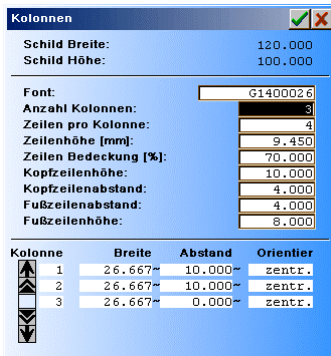 Kolonnen
Schild Breite: 120.000
Schild Höhe: 100.000
Font: G1400026
Anzahl Kolonnen: 3
Zeilen pro Kolonne: 4
Zeilenhöhe [mm]: 9.450
Zeilen Bedeckung [%]: 70.000
Kopfzeilenhöhe: 10.000
Kopfzeilenabstand: 4.000
Fußzeilenabstand: 4.000
Fußzeilenhöhe: 8.000
Kolonne Breite Abstand Orientier
1 26.667~ 10.000~ zentr.
2 26.667~ 10.000~ zentr.
3 26.667~ 0.000~ zentr.